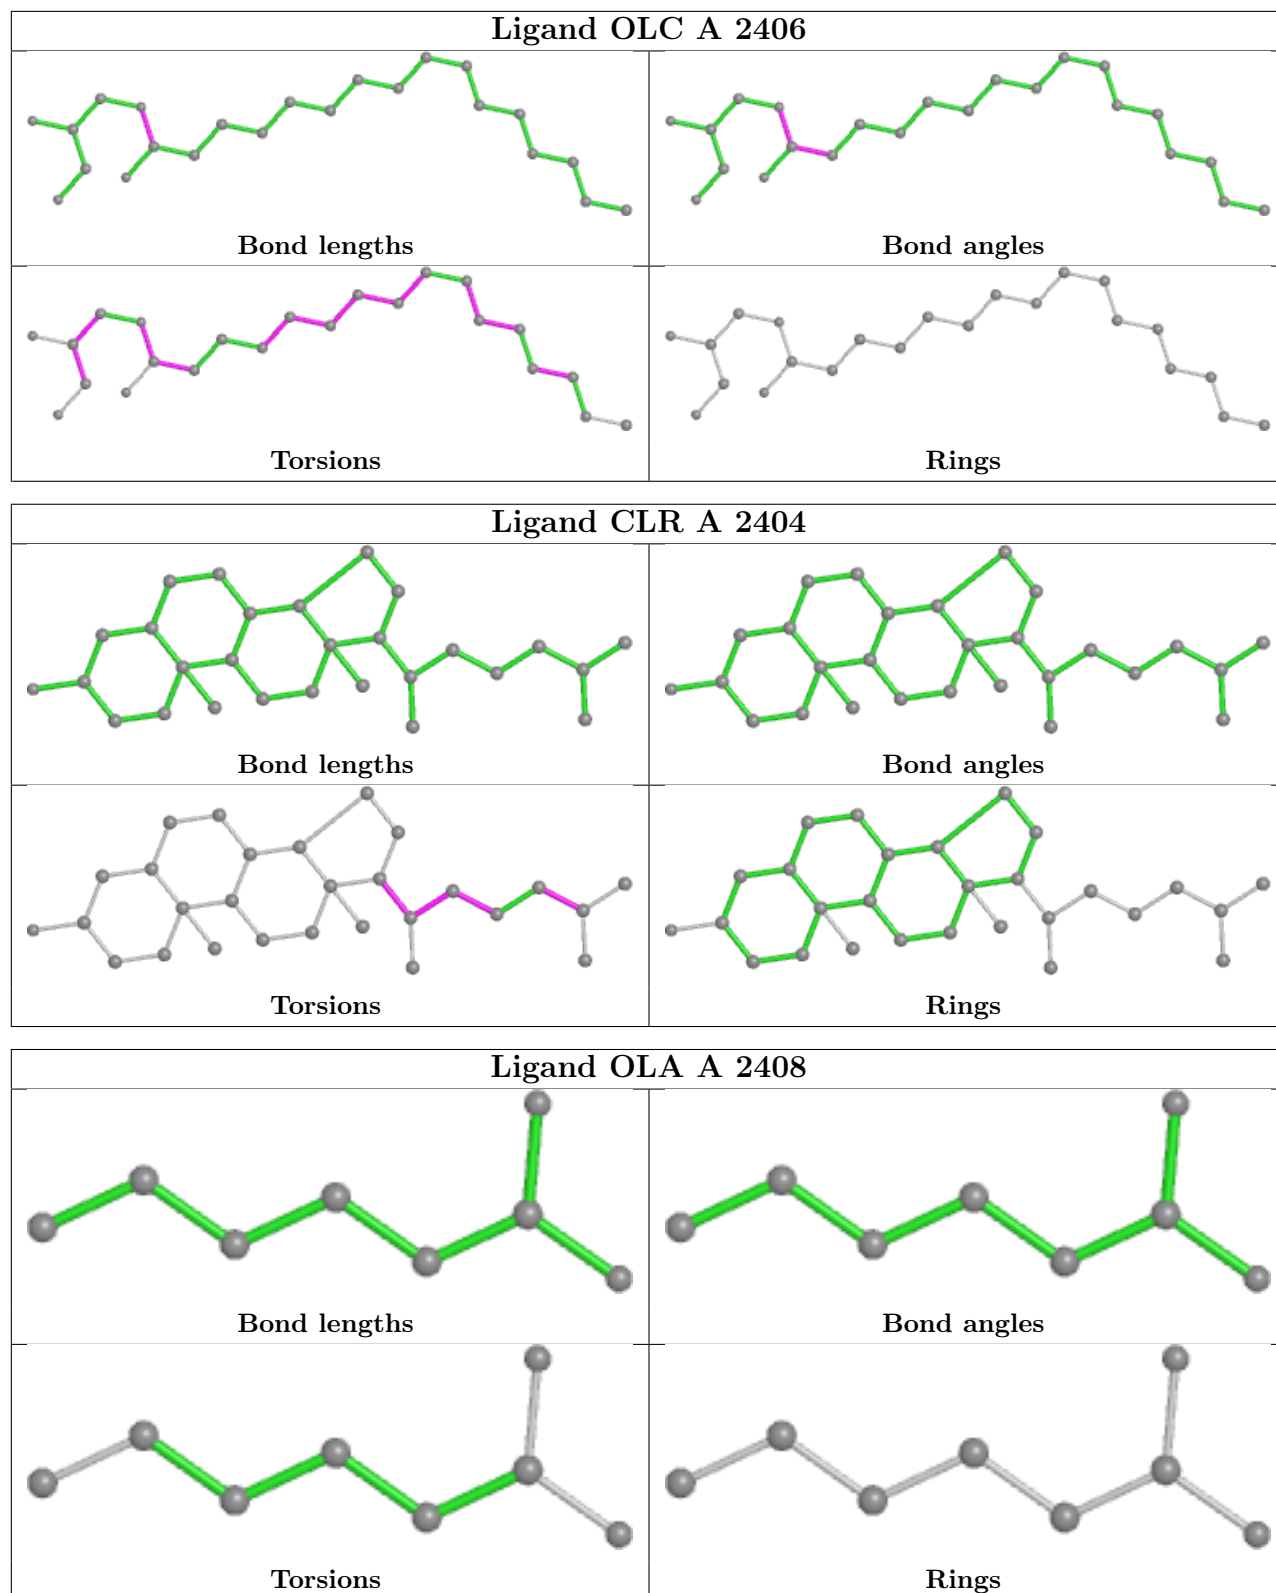 Ligand OLC A 2406
Bond lengths
Bond angles
Torsions
Rings
Ligand CLR A 2404
Bond lengths
Bond angles
Torsions
Rings
Ligand OLA A 2408
Bond lengths
Bond angles
Torsions
Rings